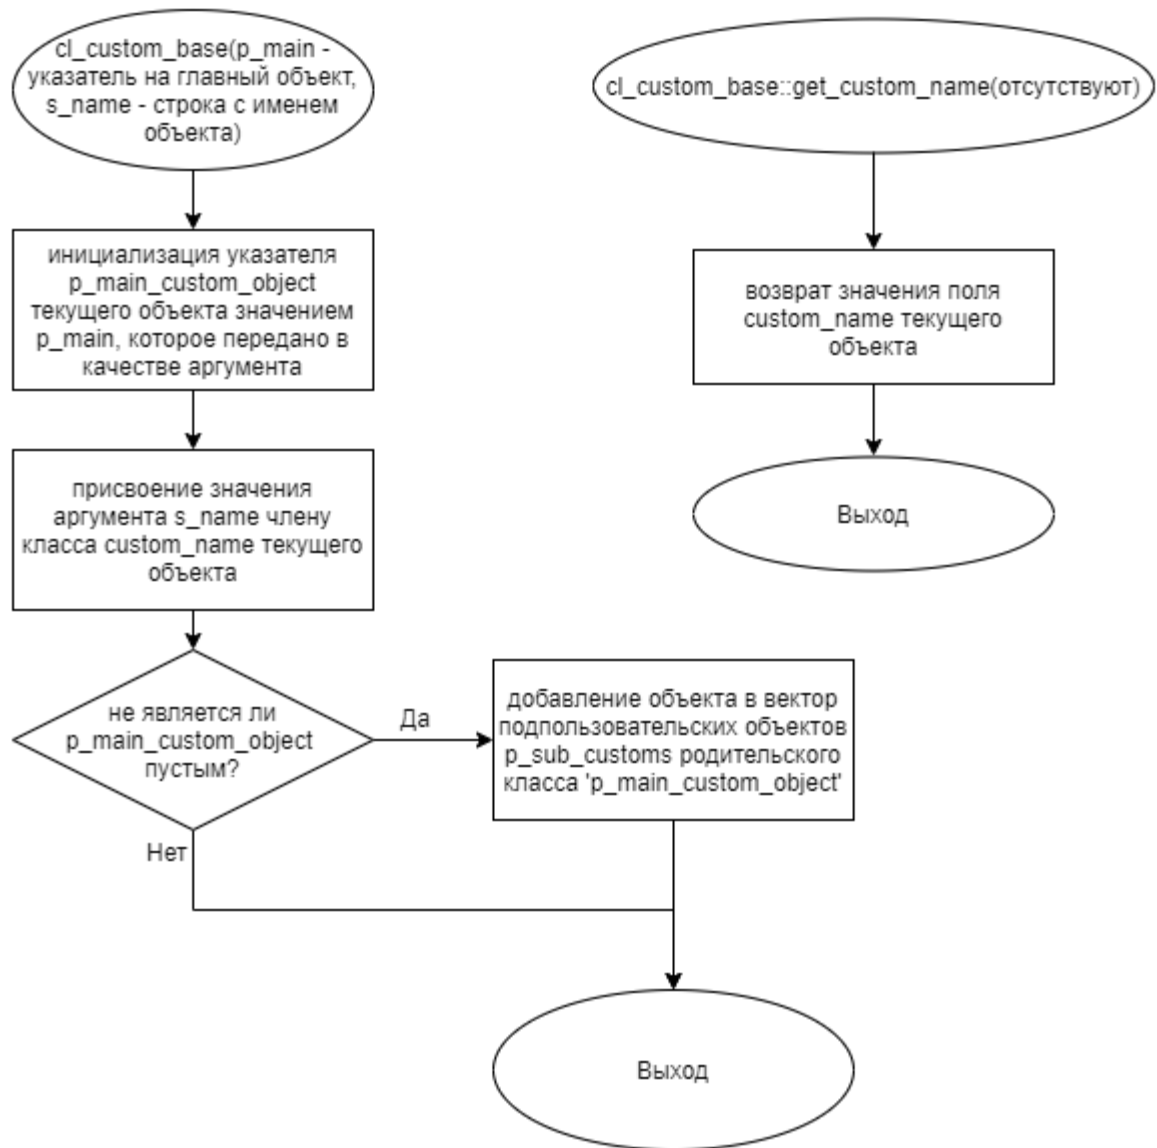 cl_custom_base(p_main -
указатель на главный объект,
s_name - строка с именем
объекта)
инициализация указателя
p_main_custom_object
текущего объекта значением
p_main, которое передано в
качестве аргумента
присвоение значения
аргумента s_name члену
класса custom_name текущего
объекта
не является ли
p_main_custom_object
пустым?
Да
Нет
добавление объекта в вектор
подпользовательских объектов
p_sub_customs родительского
класса 'p_main_custom_object'
Выход
cl_custom_base::get_custom_name(отсутствуют)
возврат значения поля
custom_name текущего
объекта
Выход